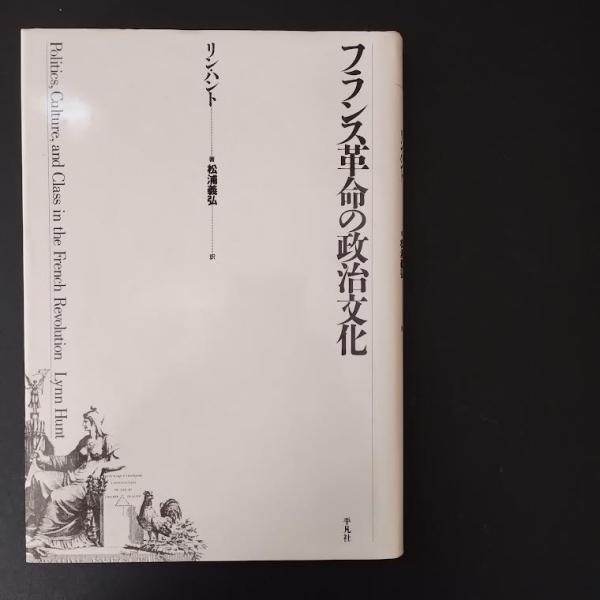 フランス革命の政治文化
リン・ハント 著 松浦義弘 訳
Politics, Culture, and Class in the French Revolution Lynn Hunt
平凡社